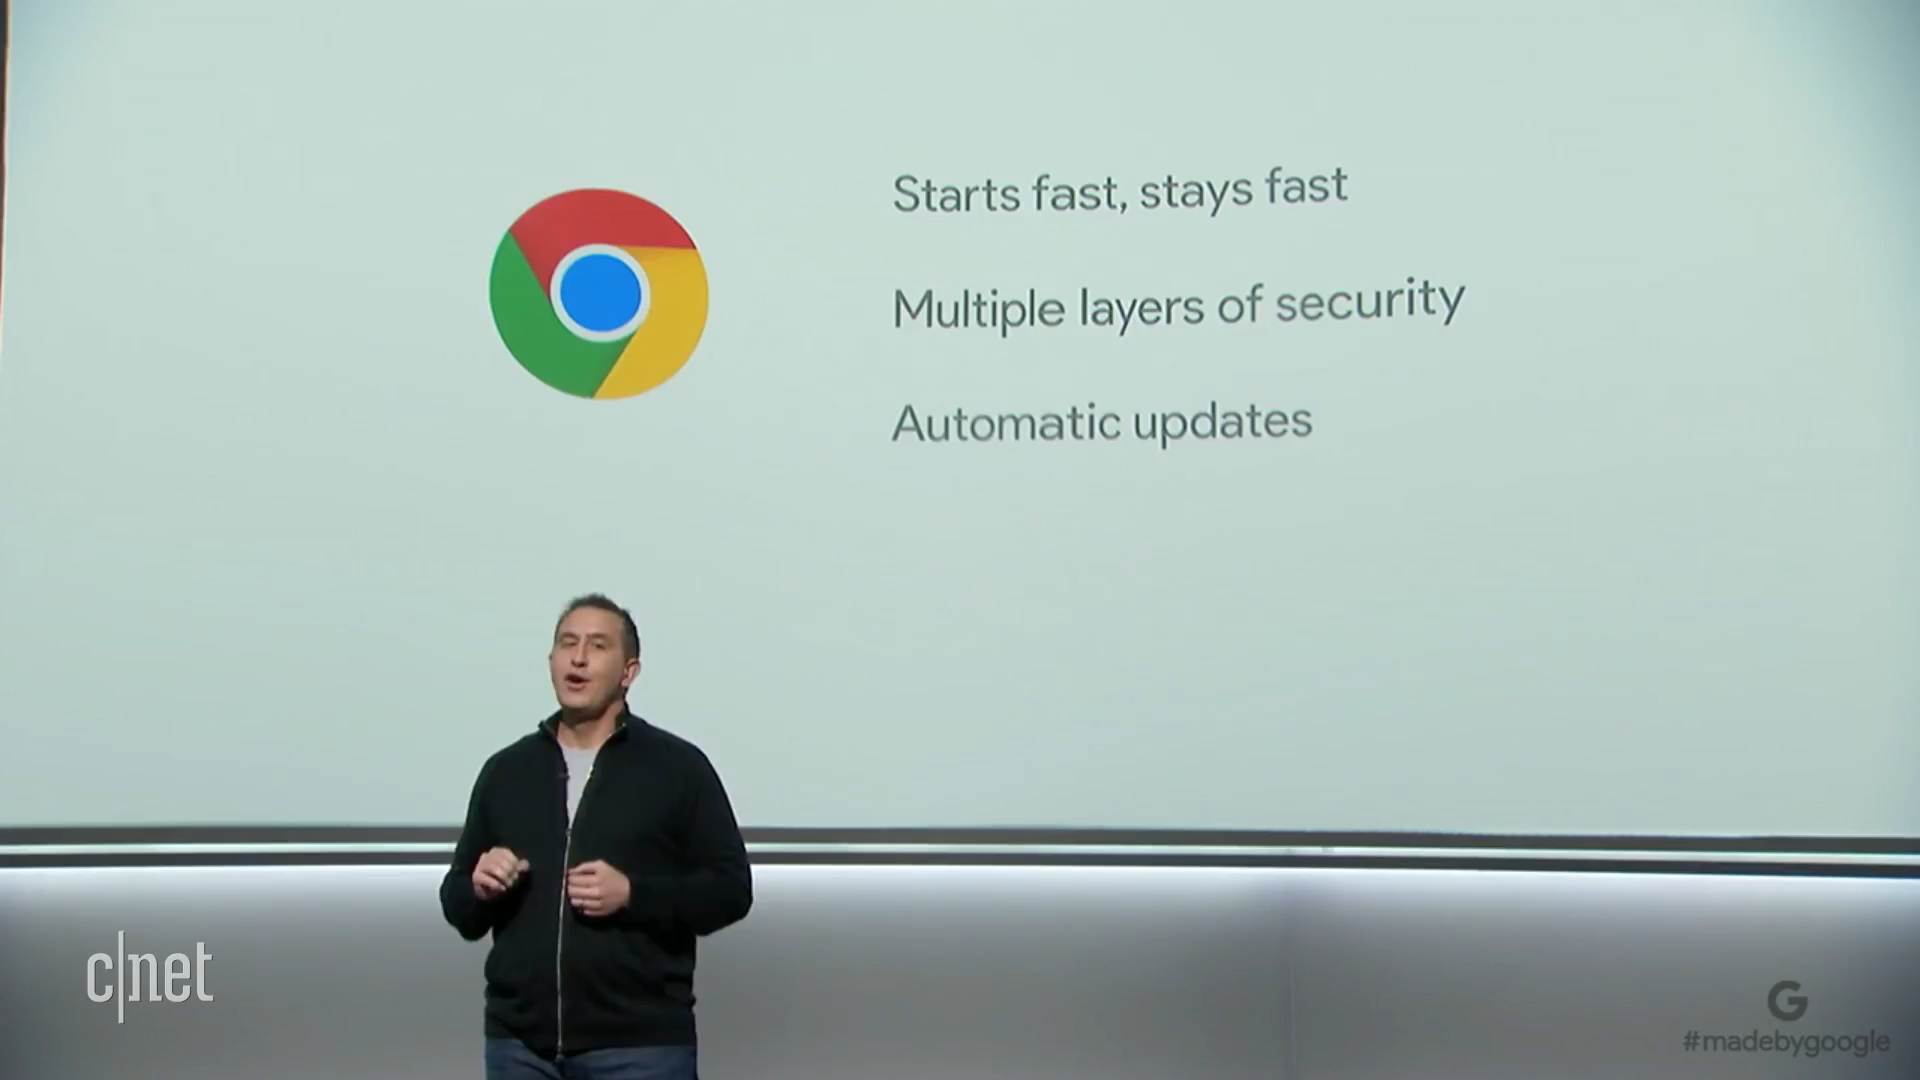 Starts fast, stays fast
Multiple layers of security
Automatic updates
c|net
G
#madebygoogle